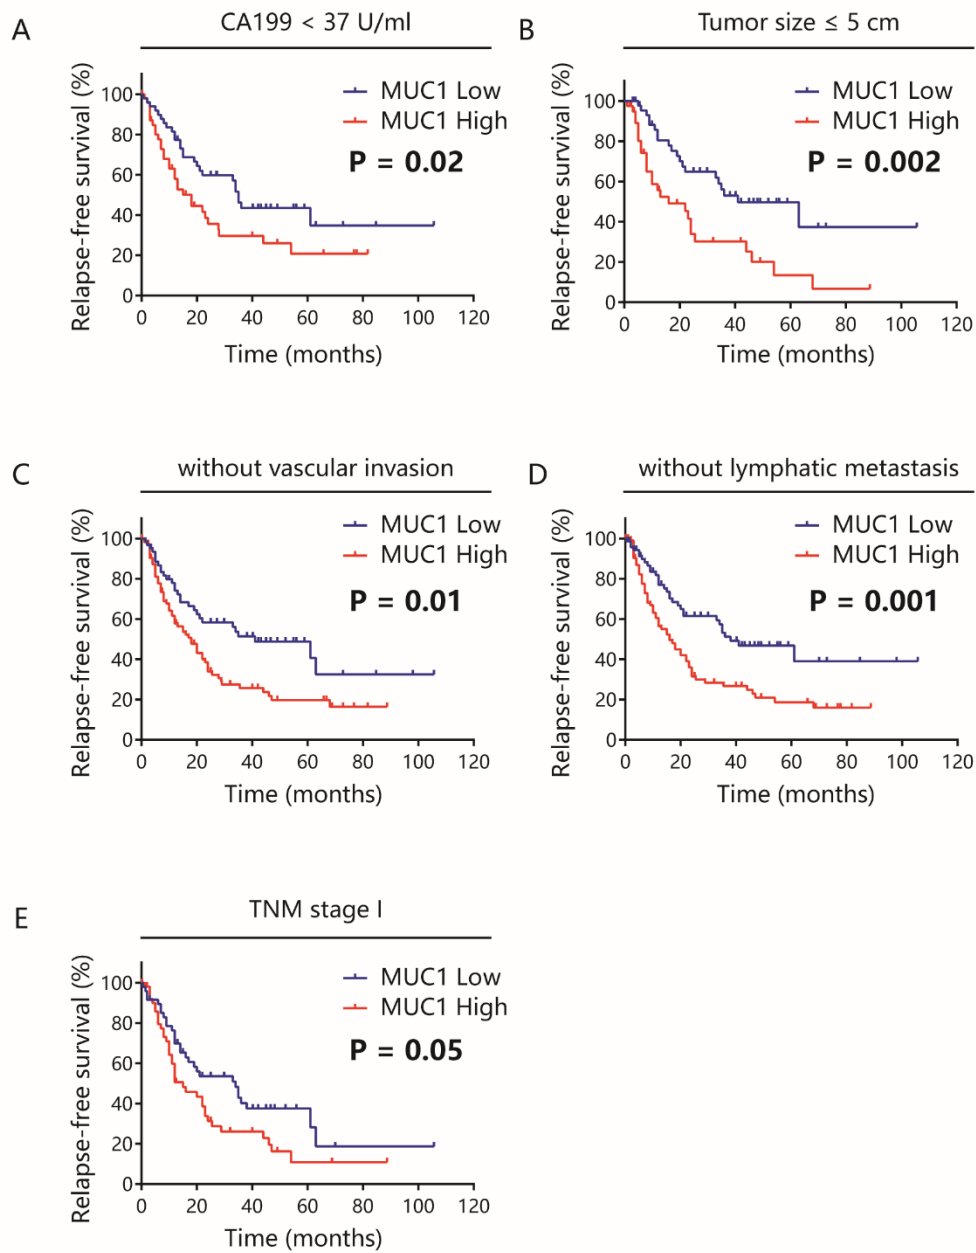 A
CA199 < 37 U/ml
Relapse-free survival (%)
100
80
60
40
20
0
MUC1 Low
MUC1 High
P = 0.02
0 20 40 60 80 100 120
Time (months)
B
Tumor size ≤ 5 cm
Relapse-free survival (%)
100
80
60
40
20
0
MUC1 Low
MUC1 High
P = 0.002
0 20 40 60 80 100 120
Time (months)
C
without vascular invasion
Relapse-free survival (%)
100
80
60
40
20
0
MUC1 Low
MUC1 High
P = 0.01
0 20 40 60 80 100 120
Time (months)
D
without lymphatic metastasis
Relapse-free survival (%)
100
80
60
40
20
0
MUC1 Low
MUC1 High
P = 0.001
0 20 40 60 80 100 120
Time (months)
E
TNM stage I
Relapse-free survival (%)
100
80
60
40
20
0
MUC1 Low
MUC1 High
P = 0.05
0 20 40 60 80 100 120
Time (months)